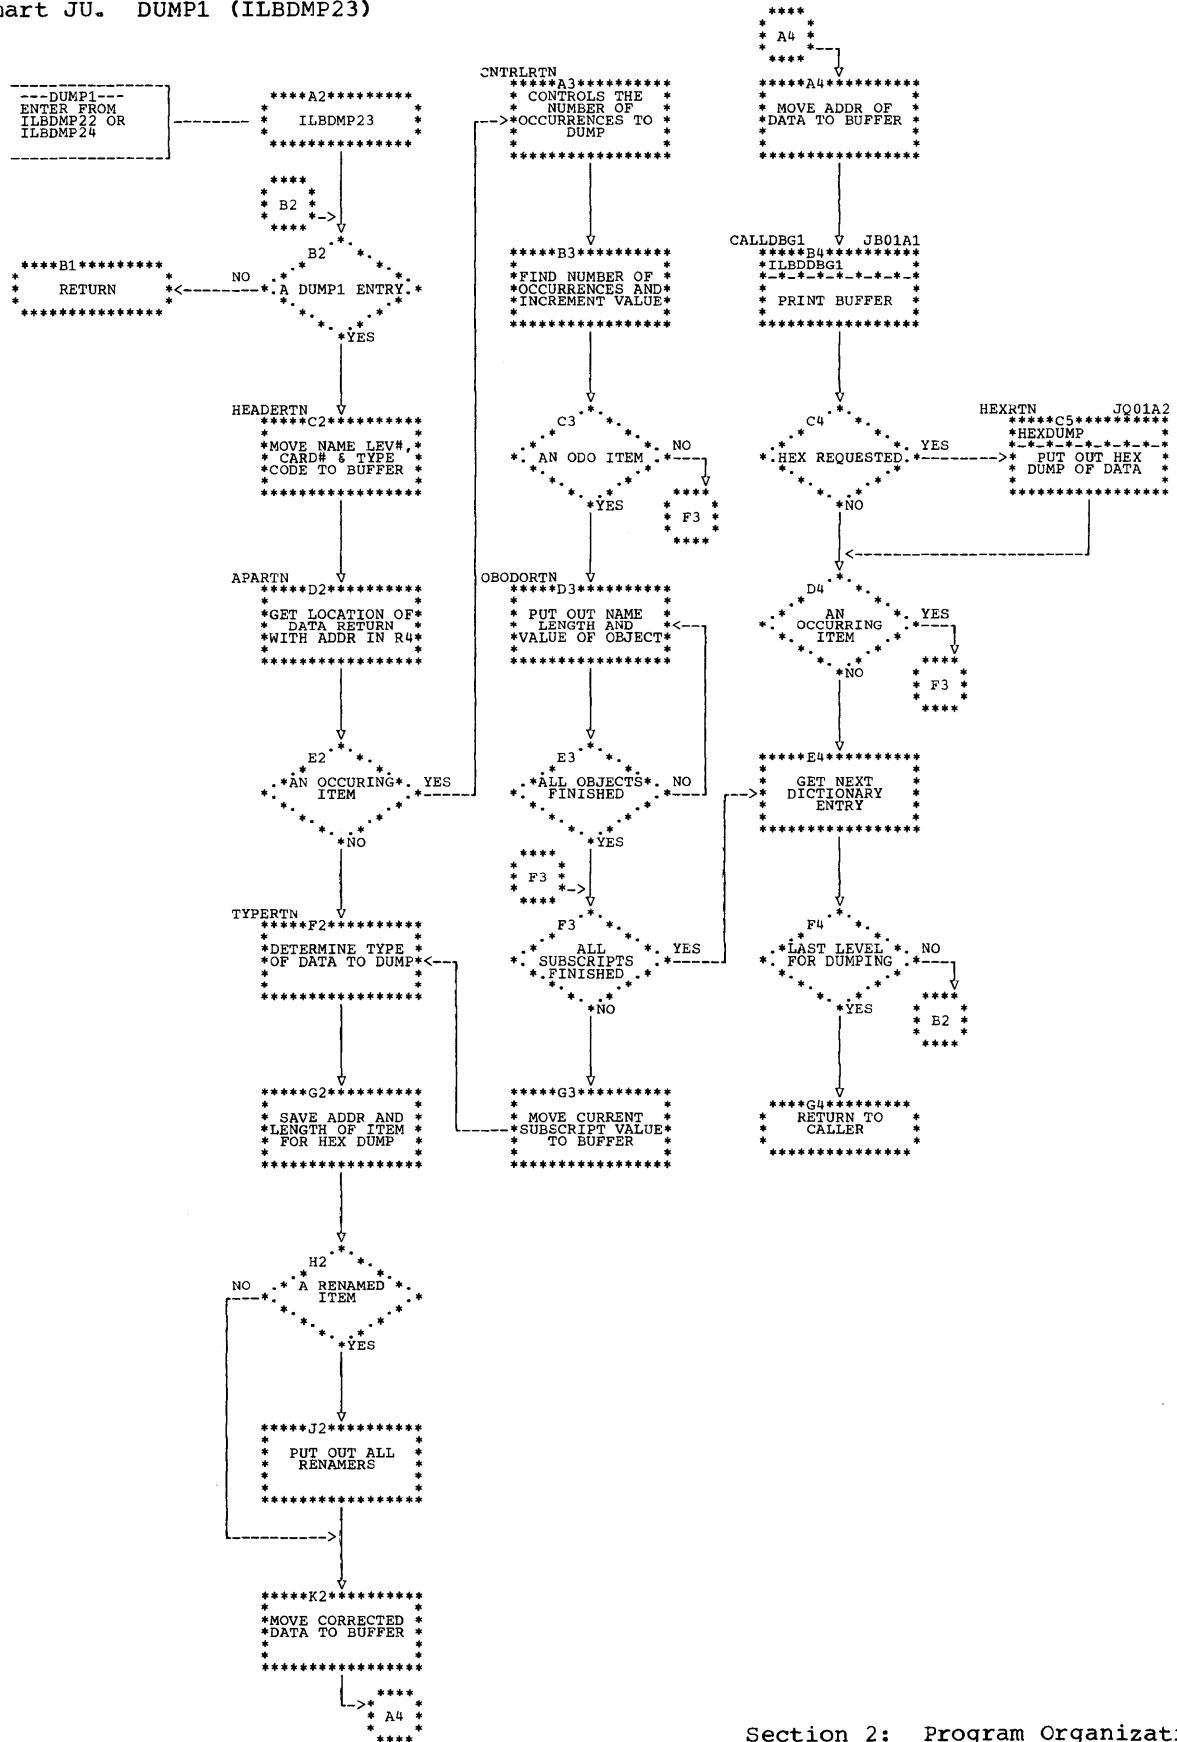 hart JU. DUMP1 (ILBDMP23)
---DUMP1---
ENTER FROM
ILBDMP22 OR
ILBDMP24
A2
ILBDMP23
B2
B1
RETURN
NO
B2
A DUMP1 ENTRY
YES
HEADERTN
C2
MOVE NAME LEV#,
CARD# & TYPE
CODE TO BUFFER
APARTN
D2
GET LOCATION OF
DATA RETURN
WITH ADDR IN R4
E2
AN OCCURING
ITEM
YES
NO
TYPERTN
F2
DETERMINE TYPE
OF DATA TO DUMP
G2
SAVE ADDR AND
LENGTH OF ITEM
FOR HEX DUMP
H2
A RENAMED
ITEM
NO
YES
J2
PUT OUT ALL
RENAMERS
K2
MOVE CORRECTED
DATA TO BUFFER
A4
CNTRLRTN
A3
CONTROLS THE
NUMBER OF
OCCURRENCES TO
DUMP
B3
FIND NUMBER OF
OCCURRENCES AND
INCREMENT VALUE
C3
AN ODO ITEM
NO
F3
YES
OBODORTN
D3
PUT OUT NAME
LENGTH AND
VALUE OF OBJECT
E3
ALL OBJECTS
FINISHED
NO
YES
F3
F3
ALL
SUBSCRIPTS
FINISHED
YES
NO
G3
MOVE CURRENT
SUBSCRIPT VALUE
TO BUFFER
A4
A4
MOVE ADDR OF
DATA TO BUFFER
CALLDBG1 JB01A1
B4
ILBDDBG1
PRINT BUFFER
C4
HEX REQUESTED
YES
NO
HEXRTN JQ01A2
C5
HEXDUMP
PUT OUT HEX
DUMP OF DATA
D4
AN
OCCURRING
ITEM
YES
F3
NO
E4
GET NEXT
DICTIONARY
ENTRY
F4
LAST LEVEL
FOR DUMPING
NO
B2
YES
G4
RETURN TO
CALLER
Section 2: Program Organizati